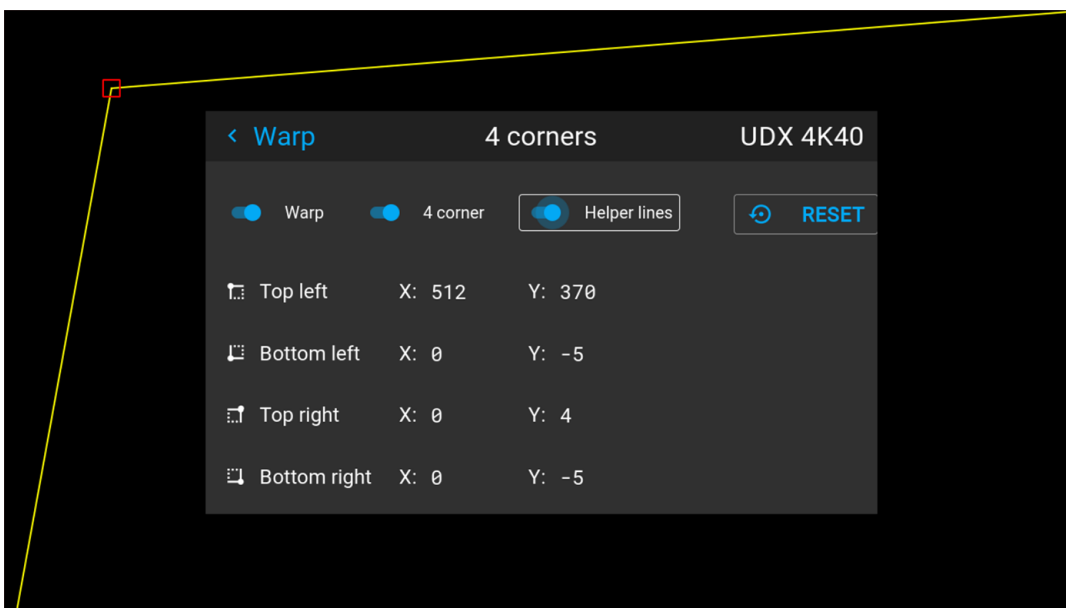 Warp 4 corners UDX 4K40
Warp 4 corner Helper lines RESET
Top left X: 512 Y: 370
Bottom left X: 0 Y: -5
Top right X: 0 Y: 4
Bottom right X: 0 Y: -5